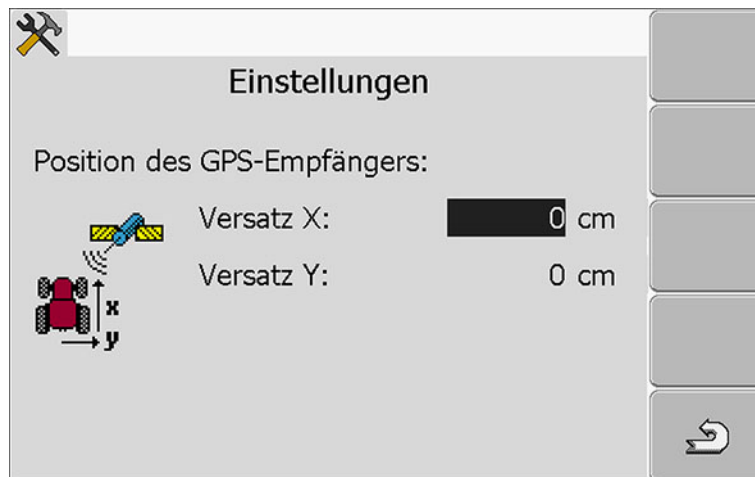 Einstellungen
Position des GPS-Empfängers:
Versatz X: 0 cm
Versatz Y: 0 cm
x
y